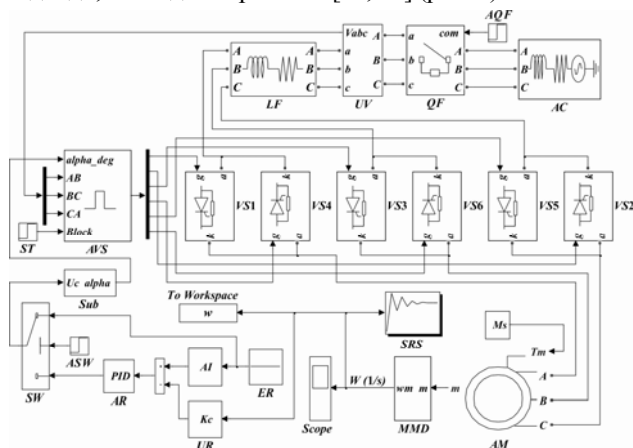 AQF
Vabc A
a
com
A
A
A
a
A
a
B
B
b
B
B
B
b
B
b
C
C
c
C
C
C
c
C
c
LF
UV
QF
AC
alpha_deg
AB
BC
CA
Block
ST
AVS
g a
k
VS1
k
g a
VS4
g a
k
VS3
k
g a
VS6
g a
k
VS5
k
g a
VS2
Uc alpha
Sub
To Workspace
w
SRS
Ms
Tm
A
B
C
AM
SW
ASW
PID
AR
AI
ER
Kc
UR
W (1/s)
Scope
wm m
m
MMD